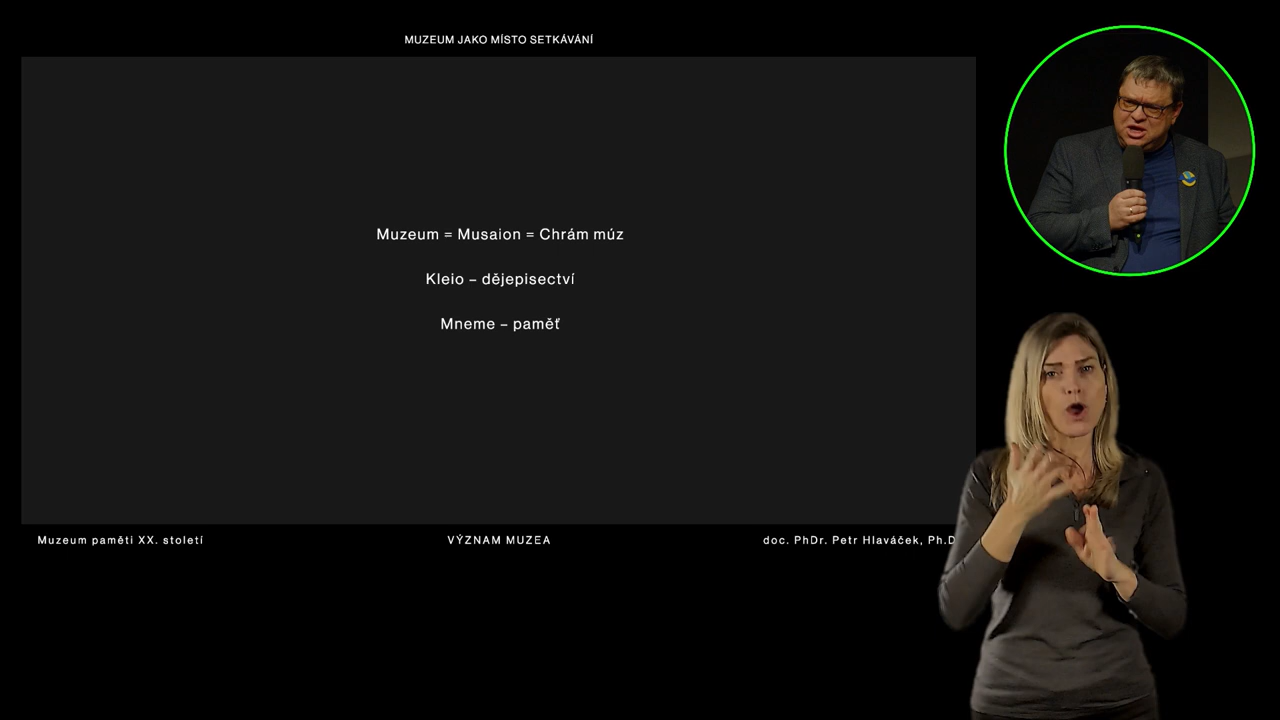 MUZEUM JAKO MÍSTO SETKÁVÁNÍ
Muzeum = Musaion = Chrám múz
Kleio – dějepisectví
Mneme – paměť
Muzeum paměti XX. století
VÝZNAM MUZEA
doc. PhDr. Petr Hlaváček, Ph.D